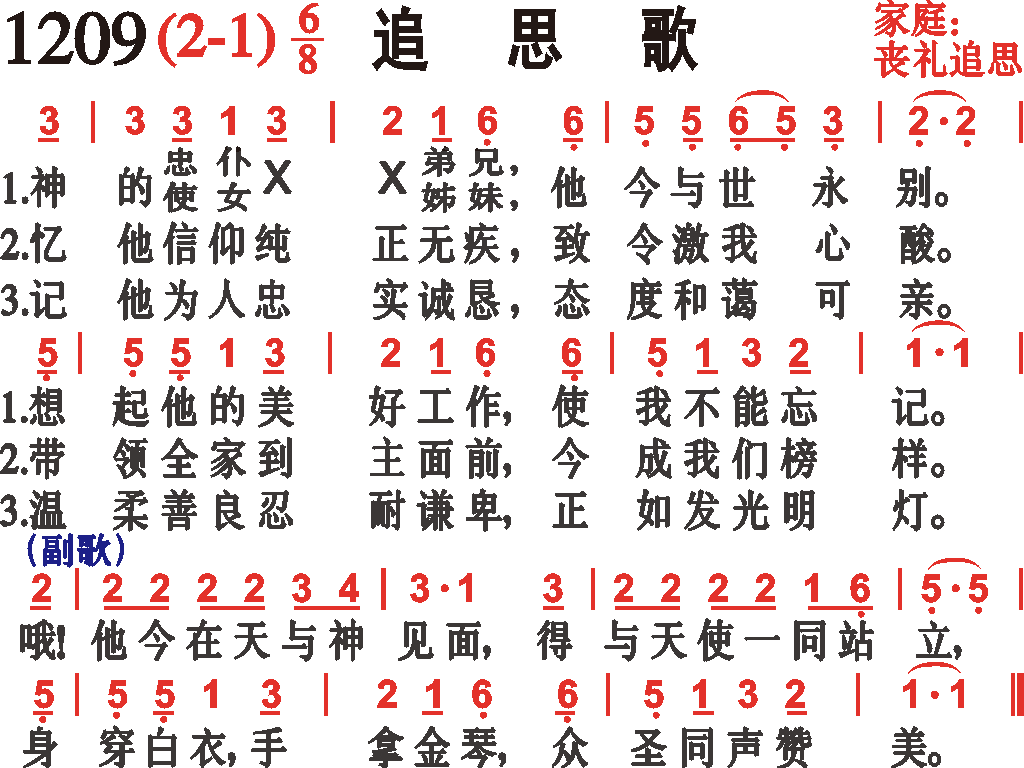 1209 (2-1) 6/8 追思歌 家庭:
丧礼追思
3 | 3 3 1 3 | 2 1 6 6 | 5 5 6 5 3 | 2·2 |
忠仆 弟兄,
1.神的 X X 他今与世永别。
使女 姊妹,
2.忆他信仰纯正无疾,致令激我心酸。
3.记他为人忠实诚恳,态度和蔼可亲。
5 | 5 5 1 3 | 2 1 6 6 | 5 1 3 2 | 1·1 |
1.想起他的美好工作,使我不能忘记。
2.带领全家到主面前,今成我们榜样。
3.温柔善良忍耐谦卑,正如发光明灯。
(副歌)
2 | 2 2 2 2 3 4 | 3·1 3 | 2 2 2 2 1 6 | 5·5 |
哦!他今在天与神见面,得与天使一同站立,
5 | 5 5 1 3 | 2 1 6 6 | 5 1 3 2 | 1·1 ||
身穿白衣,手拿金琴,众圣同声赞美。